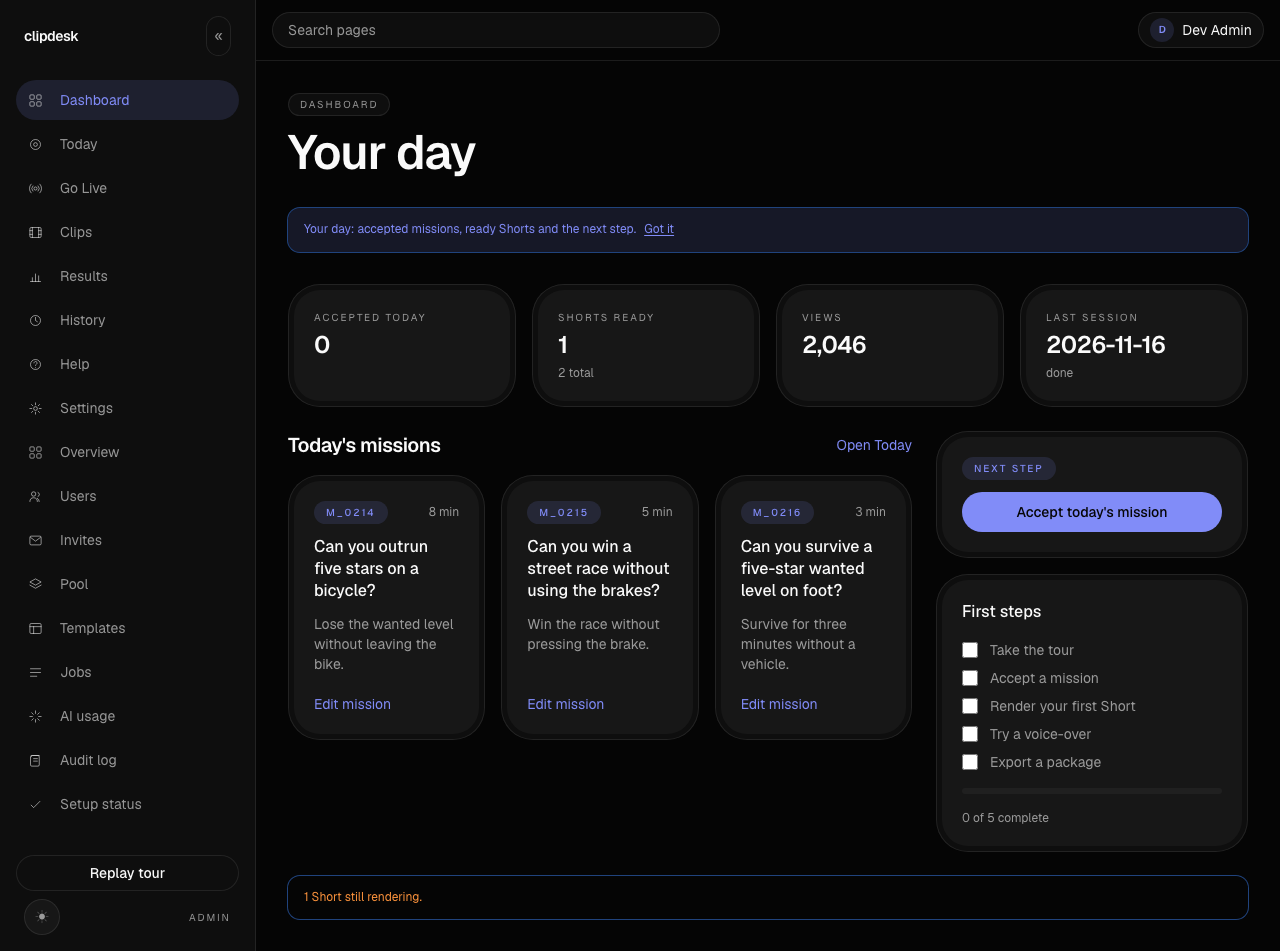 clipdesk
«
Search pages
D
Dev Admin
Dashboard
Today
Go Live
Clips
Results
History
Help
Settings
Overview
Users
Invites
Pool
Templates
Jobs
AI usage
Audit log
Setup status
Replay tour
ADMIN
DASHBOARD
Your day
Your day: accepted missions, ready Shorts and the next step. Got it
ACCEPTED TODAY
0
SHORTS READY
1
2 total
VIEWS
2,046
LAST SESSION
2026-11-16
done
Today's missions
Open Today
M_0214
8 min
Can you outrun
five stars on a
bicycle?
Lose the wanted level
without leaving the
bike.
Edit mission
M_0215
5 min
Can you win a
street race without
using the brakes?
Win the race without
pressing the brake.
Edit mission
M_0216
3 min
Can you survive a
five-star wanted
level on foot?
Survive for three
minutes without a
vehicle.
Edit mission
NEXT STEP
Accept today's mission
First steps
Take the tour
Accept a mission
Render your first Short
Try a voice-over
Export a package
0 of 5 complete
1 Short still rendering.